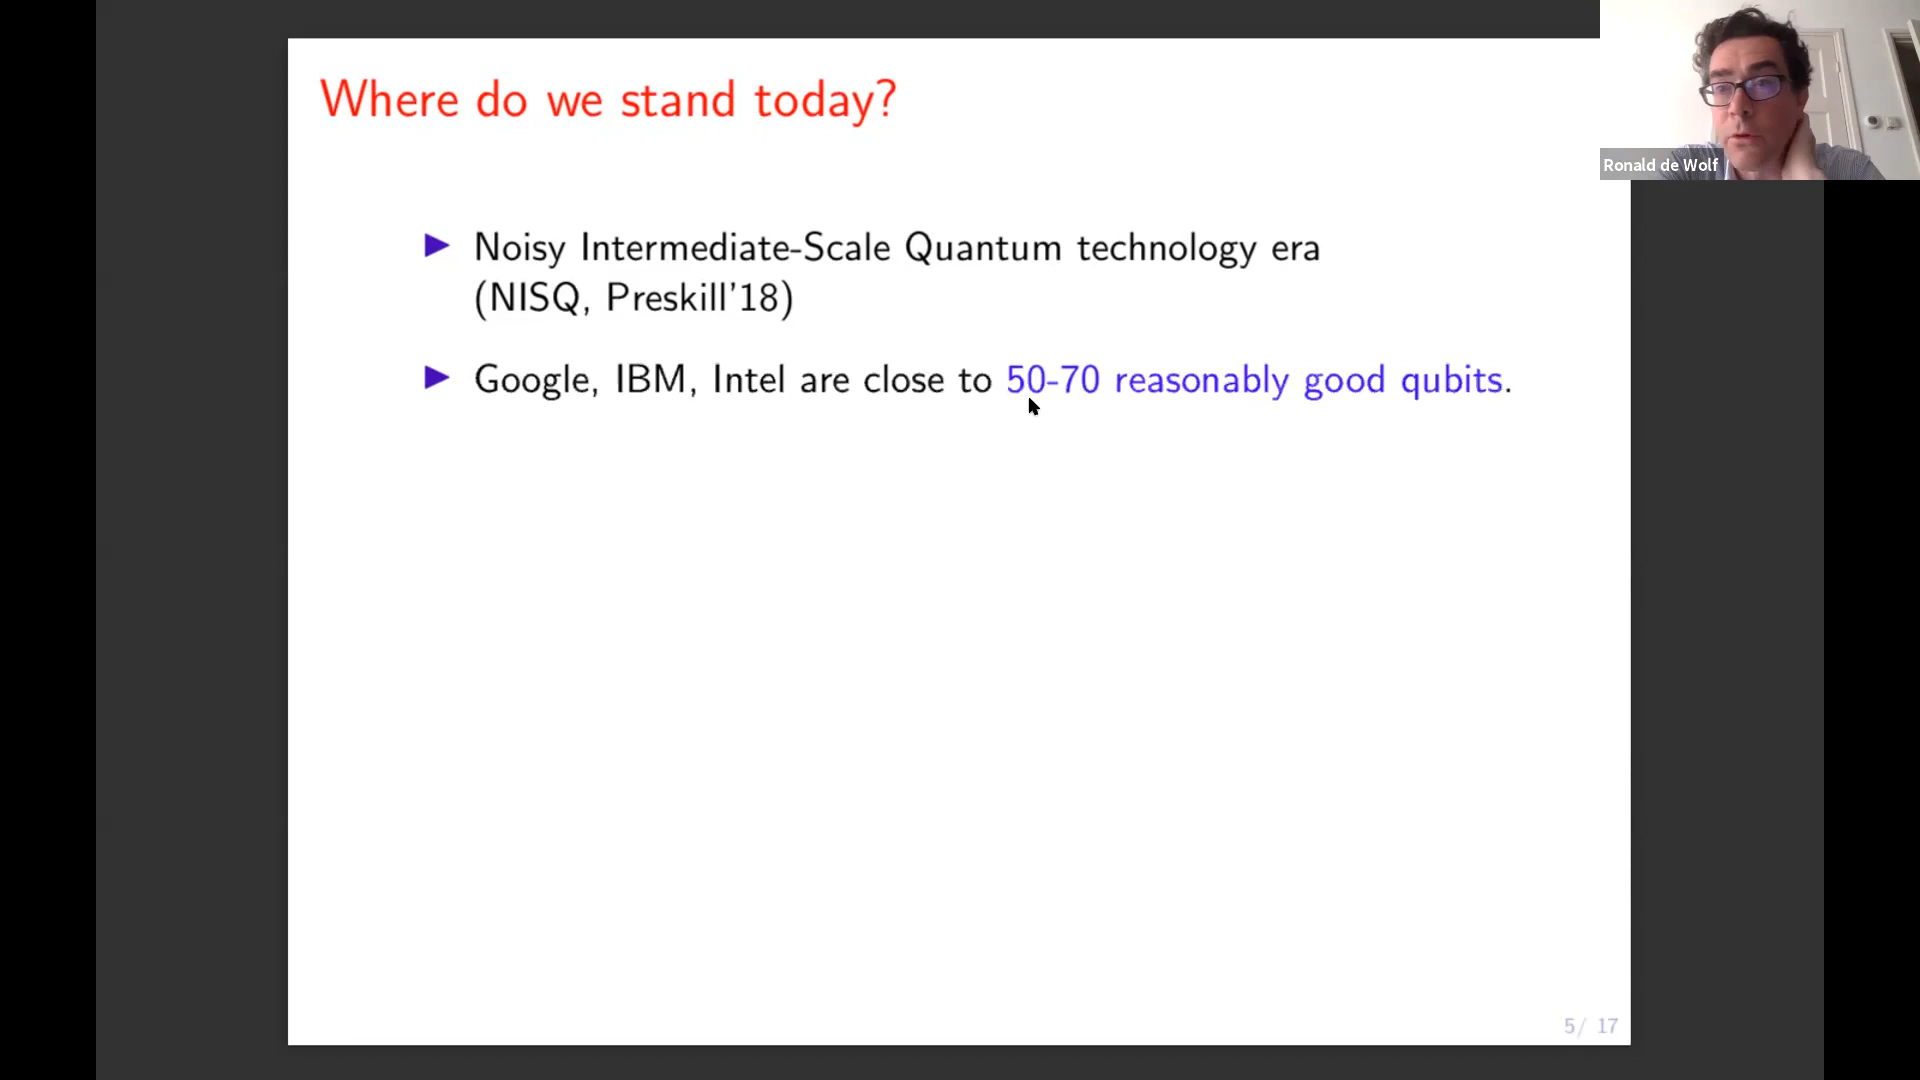 Where do we stand today?
Ronald de Wolf
▶ Noisy Intermediate-Scale Quantum technology era
(NISQ, Preskill'18)
▶ Google, IBM, Intel are close to 50-70 reasonably good qubits.
5/ 17